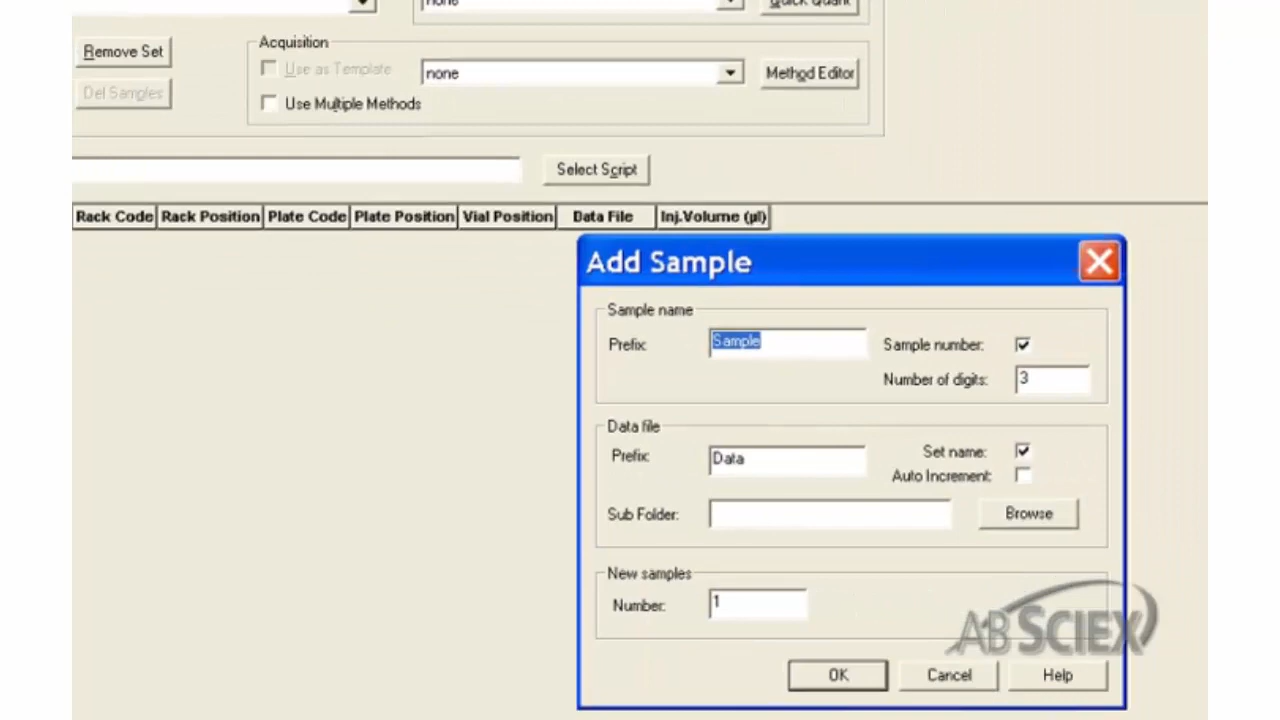 none
Quick Quant
Remove Set
Acquisition
Use as Template
none
Method Editor
Del Samples
Use Multiple Methods
Select Script
Rack Code Rack Position Plate Code Plate Position Vial Position Data File Inj.Volume (µl)
Add Sample
Sample name
Prefix: Sample Sample number:
Number of digits: 3
Data file
Prefix: Data Set name:
Auto Increment:
Sub Folder: Browse
New samples
Number: 1
AB SCIEX
OK Cancel Help